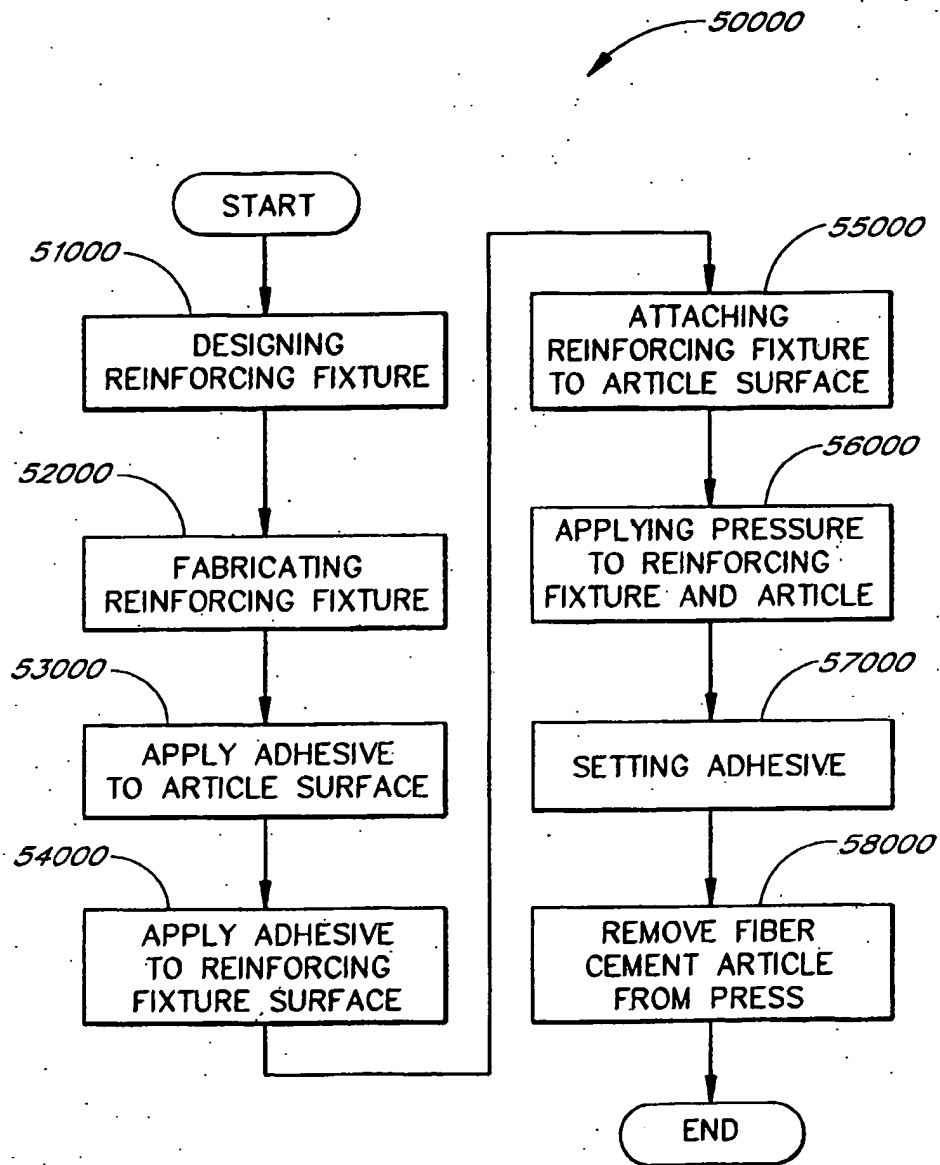 50000
START
51000
DESIGNING
REINFORCING FIXTURE
52000
FABRICATING
REINFORCING FIXTURE
53000
APPLY ADHESIVE
TO ARTICLE SURFACE
54000
APPLY ADHESIVE
TO REINFORCING
FIXTURE SURFACE
55000
ATTACHING
REINFORCING FIXTURE
TO ARTICLE SURFACE
56000
APPLYING PRESSURE
TO REINFORCING
FIXTURE AND ARTICLE
57000
SETTING ADHESIVE
58000
REMOVE FIBER
CEMENT ARTICLE
FROM PRESS
END